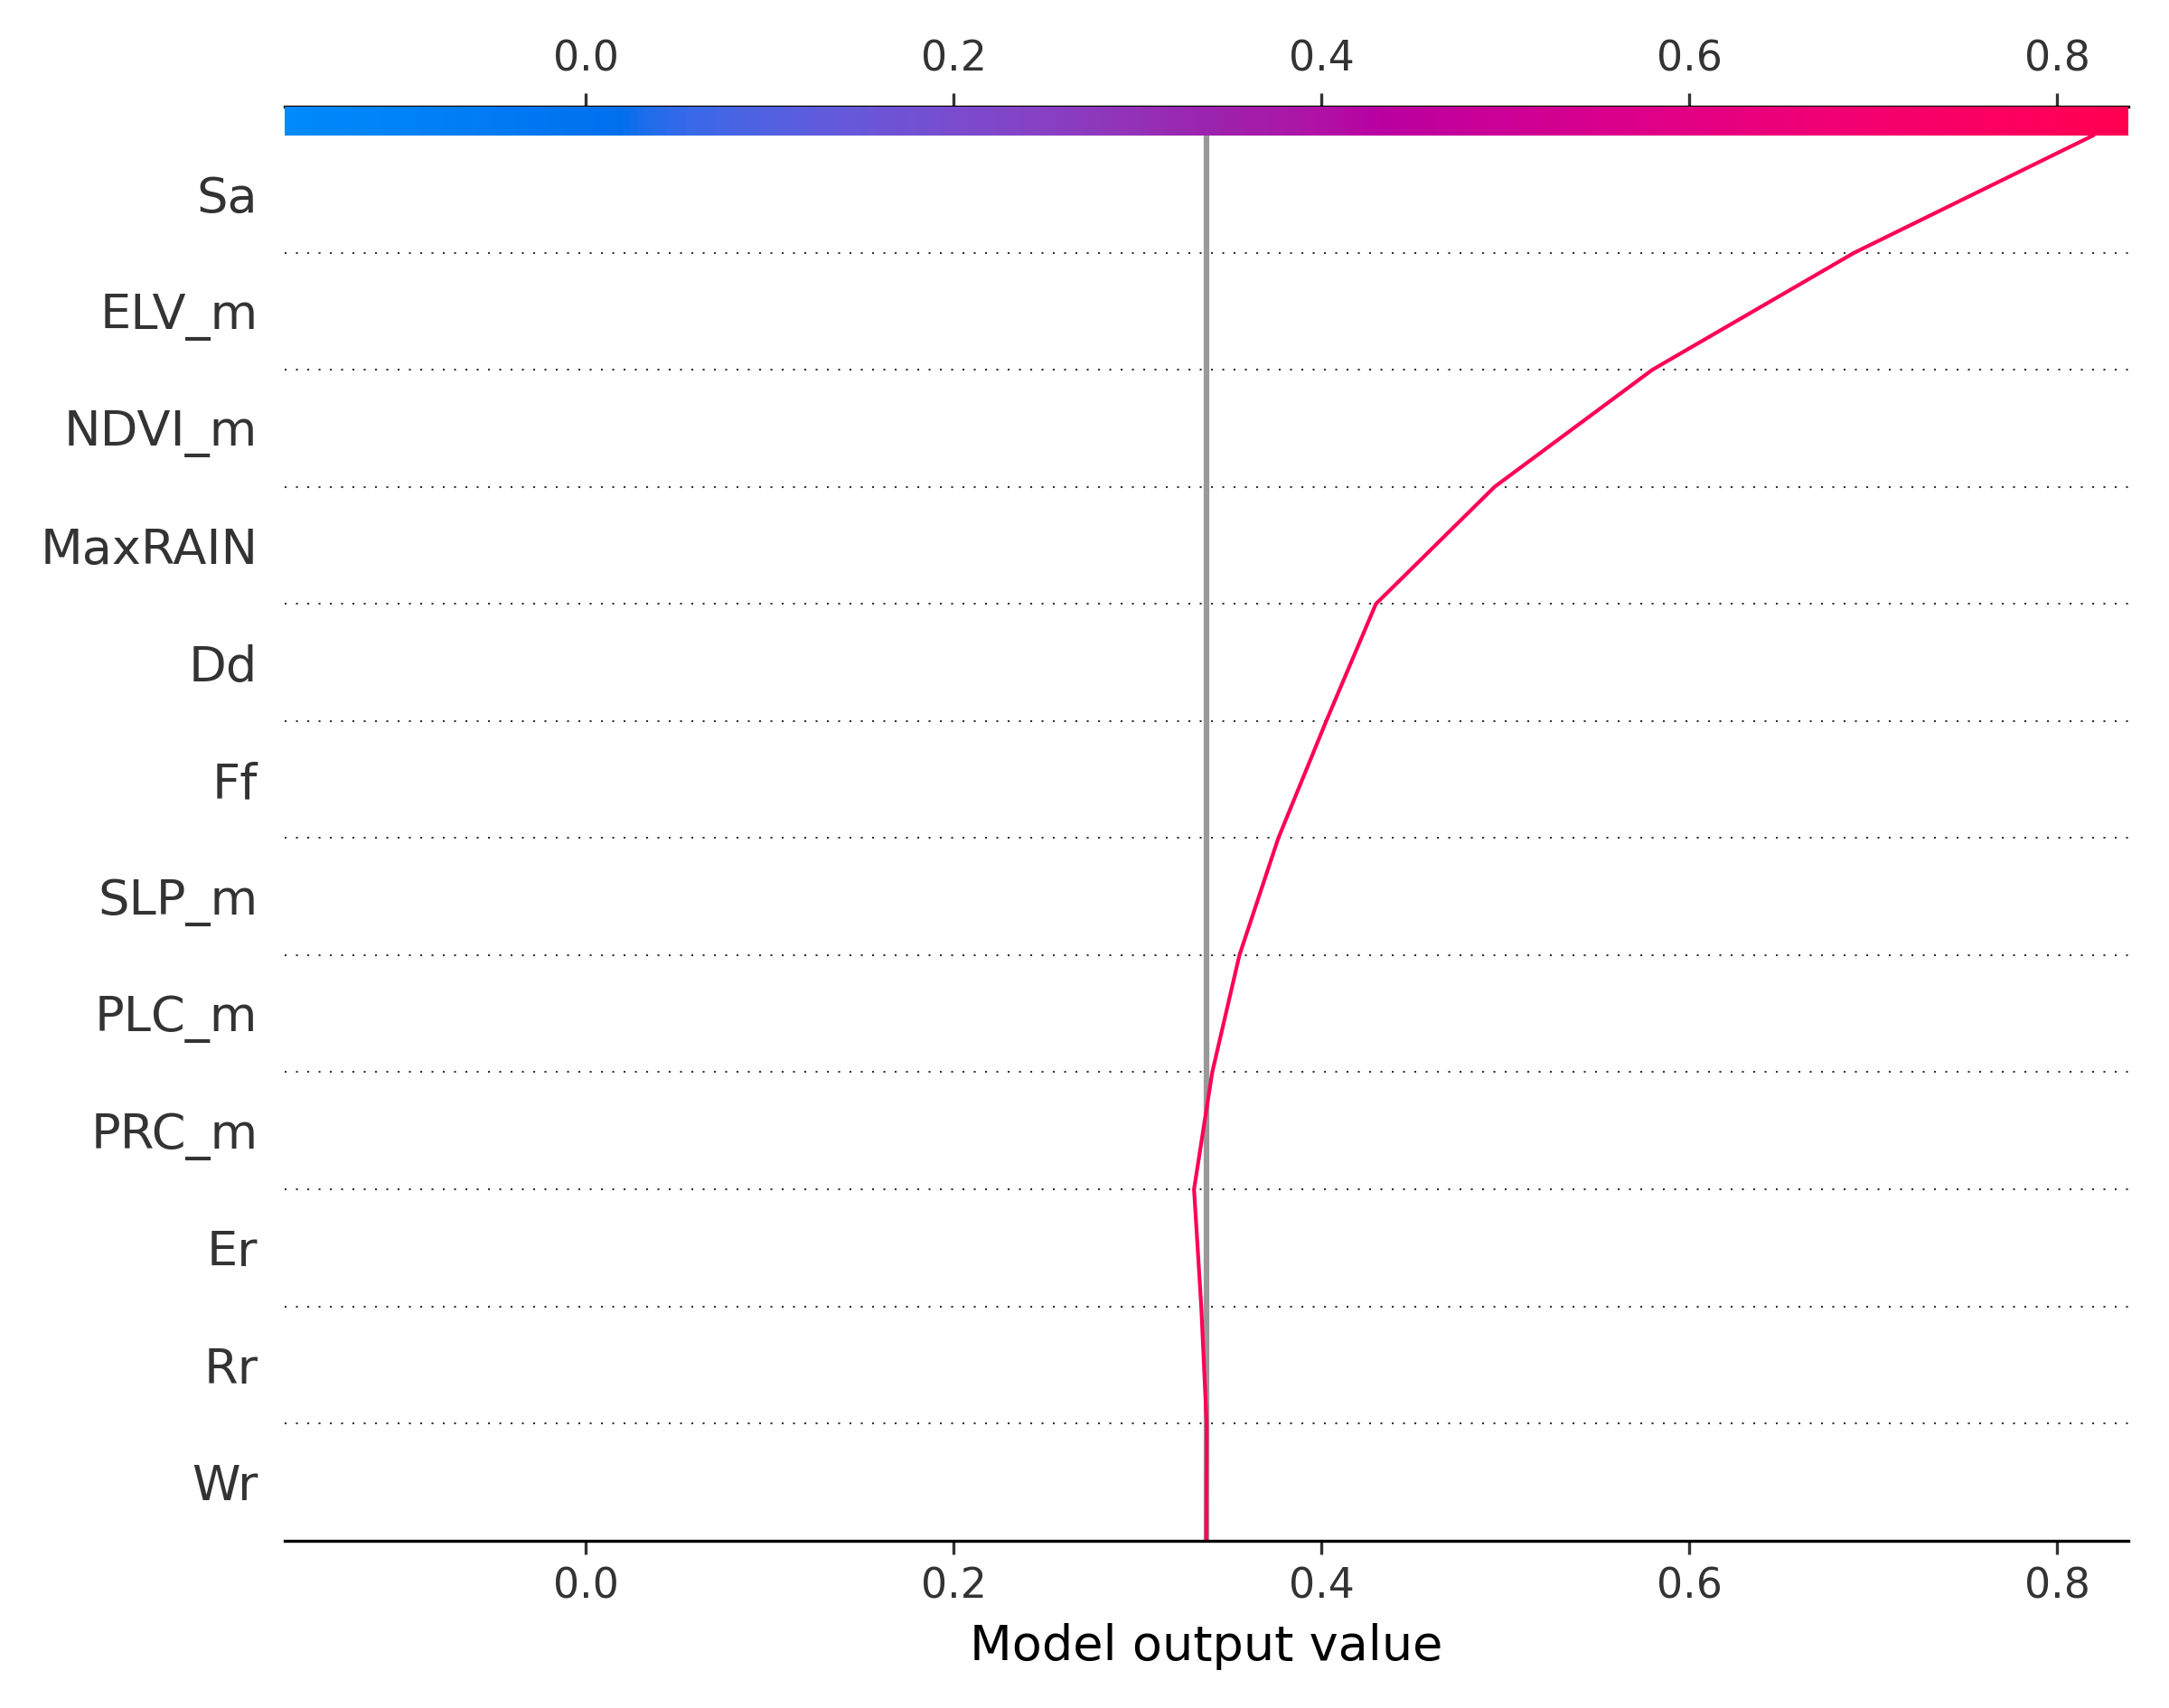 0.0 0.2 0.4 0.6 0.8
Sa
ELV_m
NDVI_m
MaxRAIN
Dd
Ff
SLP_m
PLC_m
PRC_m
Er
Rr
Wr
0.0 0.2 0.4 0.6 0.8
Model output value